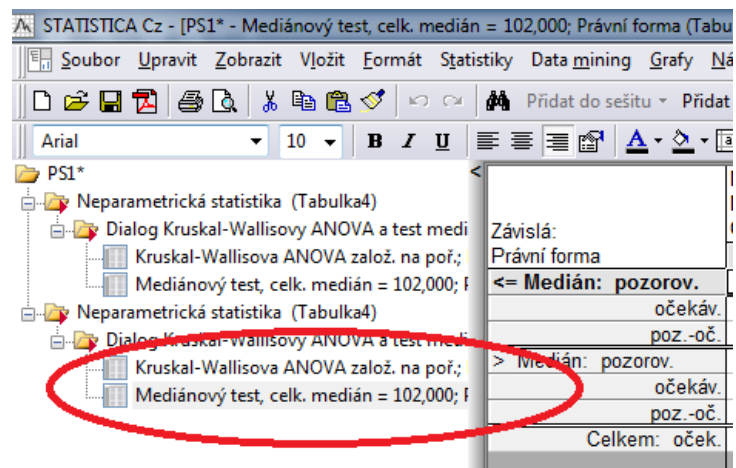 STATISTICA Cz - [PS1* - Mediánový test, celk. medián = 102,000; Právní forma (Tabu
Soubor Upravit Zobrazit Vložit Formát Statistiky Data mining Grafy Ná
Přidat do sešitu Přidat
Arial 10 B I U A
PS1*
Neparametrická statistika (Tabulka4)
Dialog Kruskal-Wallisovy ANOVA a test medi
Kruskal-Wallisova ANOVA založ. na poř.;
Mediánový test, celk. medián = 102,000; P
Neparametrická statistika (Tabulka4)
Dialog Kruskal-Wallisovy ANOVA a test medi
Kruskal-Wallisova ANOVA založ. na poř.;
Mediánový test, celk. medián = 102,000; P
<
Závislá:
Právní forma
<= Medián: pozorov.
očekáv.
poz.-oč.
> Medián: pozorov.
očekáv.
poz.-oč.
Celkem: oček.